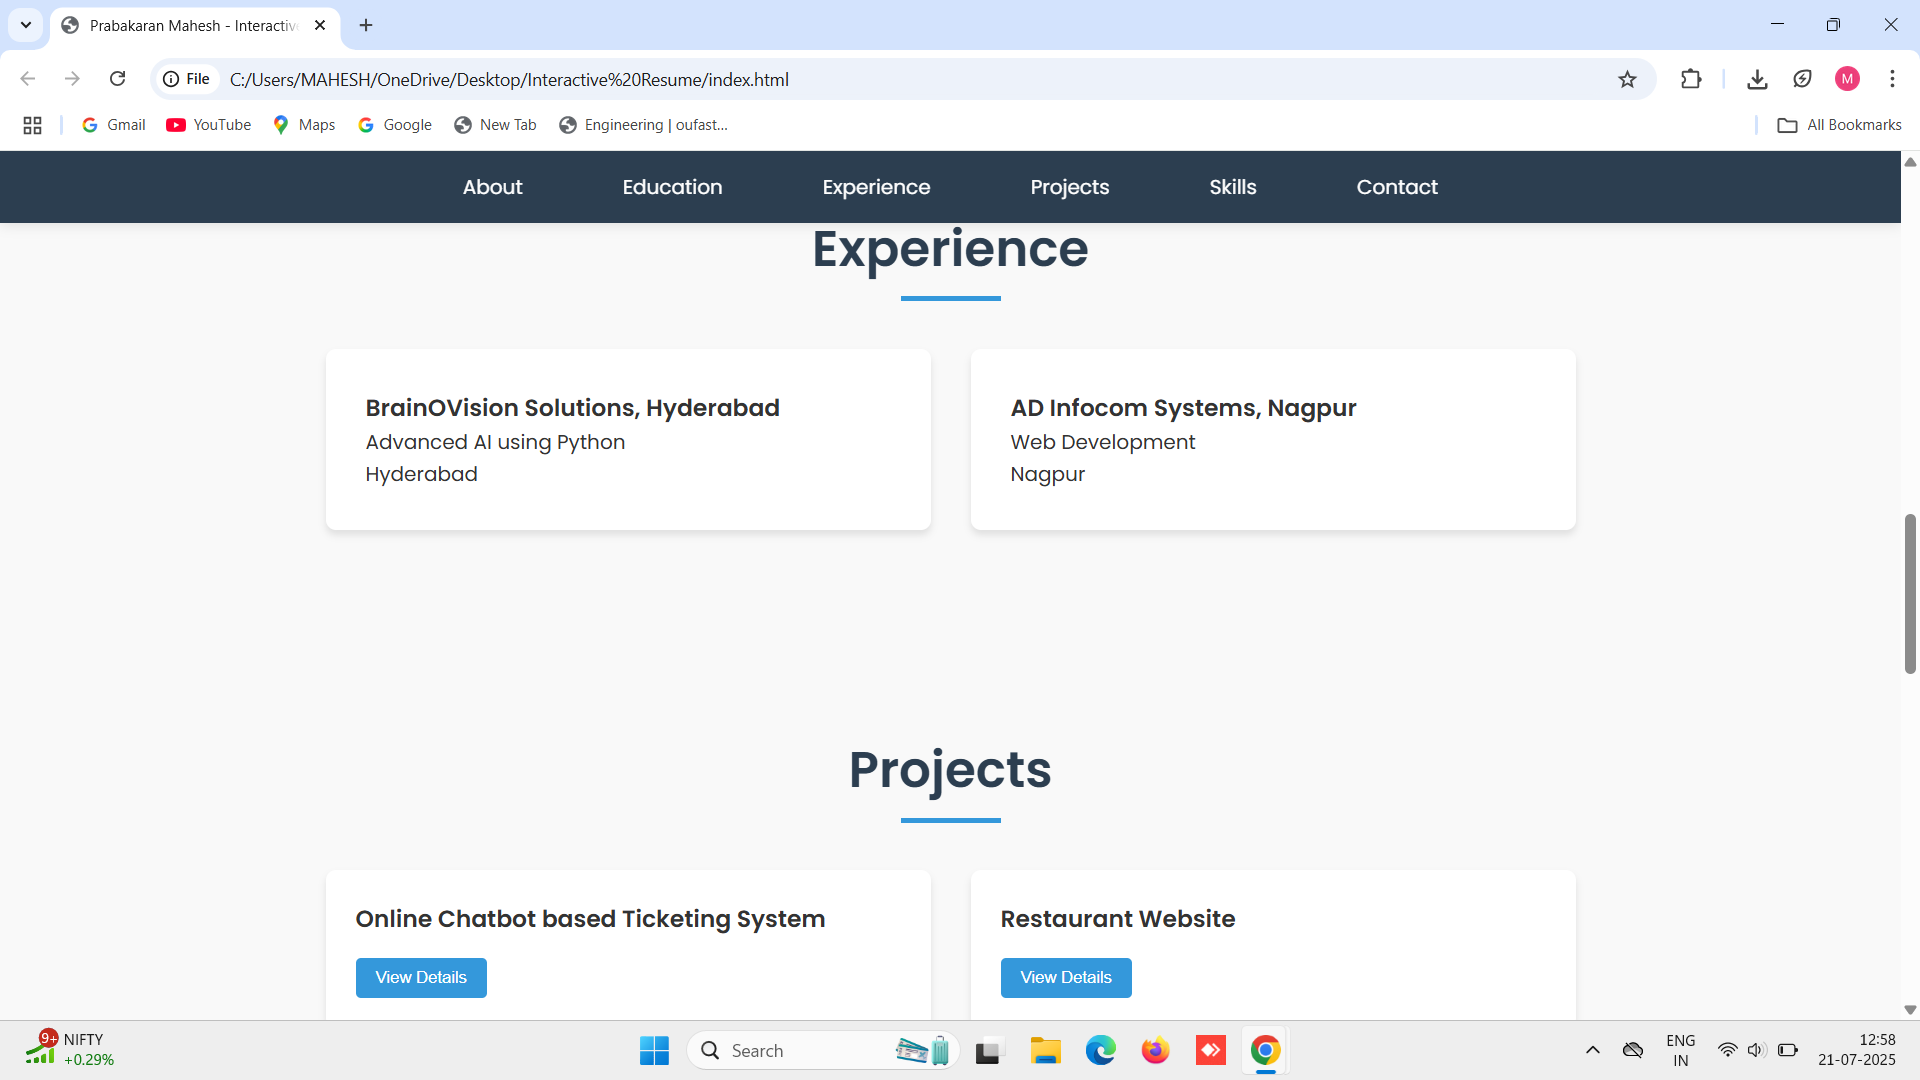 Prabakaran Mahesh - Interactiv
File C:/Users/MAHESH/OneDrive/Desktop/Interactive%20Resume/index.html
M
Gmail YouTube Maps Google New Tab Engineering | oufast... All Bookmarks
About Education Experience Projects Skills Contact
Experience
BrainOVision Solutions, Hyderabad
Advanced AI using Python
Hyderabad
AD Infocom Systems, Nagpur
Web Development
Nagpur
Projects
Online Chatbot based Ticketing System
View Details
Restaurant Website
View Details
9+ NIFTY
+0.29%
Search
ENG
IN
12:58
21-07-2025